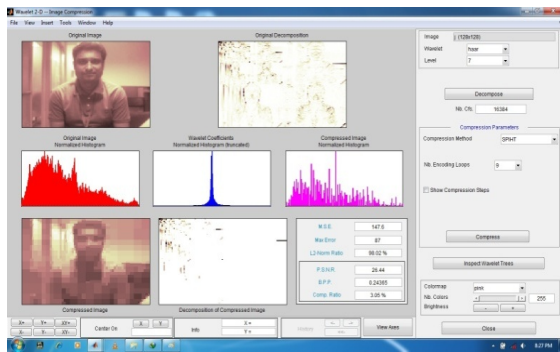 Wavelet 2-D -- Image Compression
File View Insert Tools Window Help
Original Image
Original Decomposition
Original Image
Normalized Histogram
Wavelet Coefficients
Normalized Histogram (truncated)
Compressed Image
Normalized Histogram
M.S.E. 147.6
Max Error 87
L2-Norm Ratio 99.02 %
P.S.N.R. 26.44
B.P.P. 0.24365
Comp. Ratio 3.05 %
Compressed Image
Decomposition of Compressed Image
Image (128x128)
Wavelet haar
Level 7
Decompose
Nb. Cfs. 16384
Compression Parameters
Compression Method SPIHT
Nb. Encoding Loops 9
Show Compression Steps
Compress
Inspect Wavelet Trees
Colormap pink
Nb. Colors 255
Brightness - +
Close
X+ Y+ XY+
X- Y- XY-
Center On X Y
Info X =
Y =
View Axes
8:27 PM